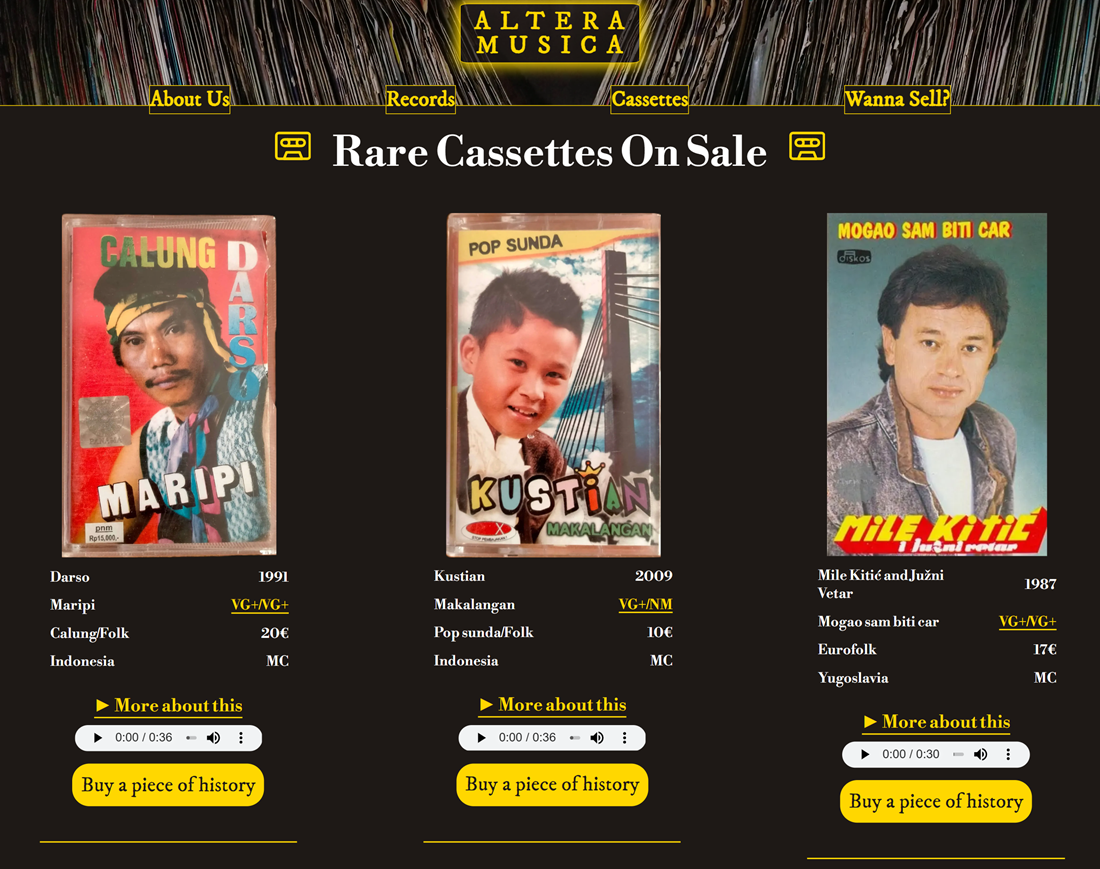 ALTERA
MUSICA
About Us
Records
Cassettes
Wanna Sell?
Rare Cassettes On Sale
CALUNG
DARSO
MARIPI
pnm
Rp15,000,-
POP SUNDA
KUSTiAN
MAKALANGAN
MOGAO SAM BITI CAR
DISKOS
MiLE KiTiĆ
i Južni vetar
Darso 1991
Maripi VG+/VG+
Calung/Folk 20€
Indonesia MC
► More about this
0:00 / 0:36
Buy a piece of history
Kustian 2009
Makalangan VG+/NM
Pop sunda/Folk 10€
Indonesia MC
► More about this
0:00 / 0:36
Buy a piece of history
Mile Kitić and Južni
Vetar 1987
Mogao sam biti car VG+/VG+
Eurofolk 17€
Yugoslavia MC
► More about this
0:00 / 0:30
Buy a piece of history